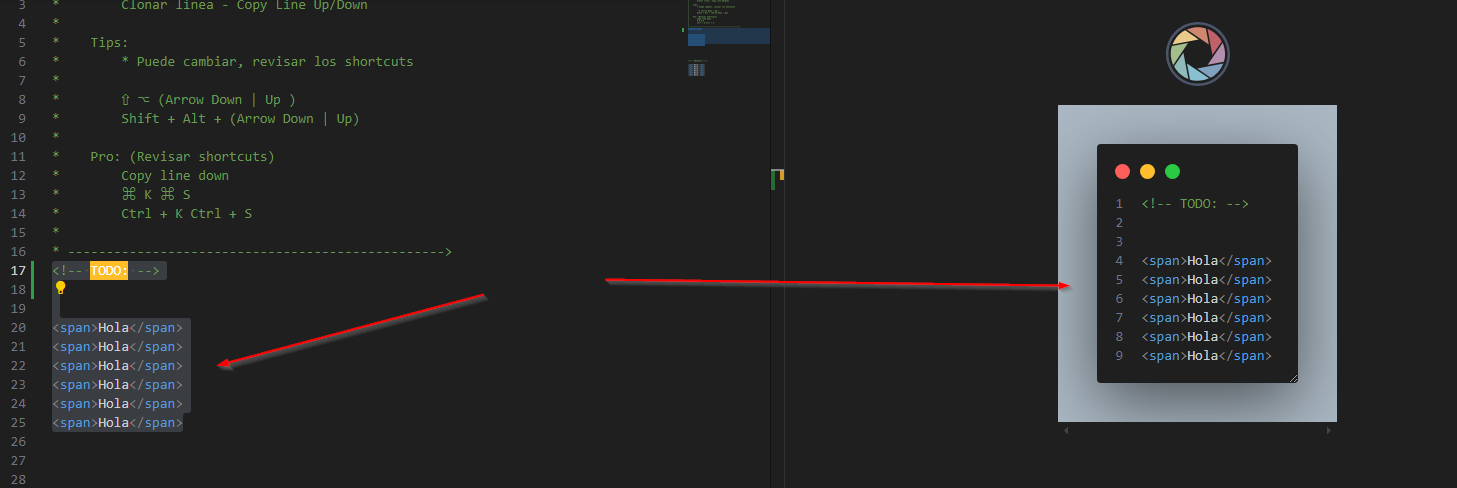 3 * Clonar linea - Copy Line Up/Down
4 *
5 * Tips:
6 * * Puede cambiar, revisar los shortcuts
7 *
8 * ⇧ ⌥ (Arrow Down | Up )
9 * Shift + Alt + (Arrow Down | Up)
10 *
11 * Pro: (Revisar shortcuts)
12 * Copy line down
13 * ⌘ K ⌘ S
14 * Ctrl + K Ctrl + S
15 *
16 * ------------------------------------------------->
17 <!-- TODO: -->
18
19
20 <span>Hola</span>
21 <span>Hola</span>
22 <span>Hola</span>
23 <span>Hola</span>
24 <span>Hola</span>
25 <span>Hola</span>
26
27
28
1 <!-- TODO: -->
2
3
4 <span>Hola</span>
5 <span>Hola</span>
6 <span>Hola</span>
7 <span>Hola</span>
8 <span>Hola</span>
9 <span>Hola</span>